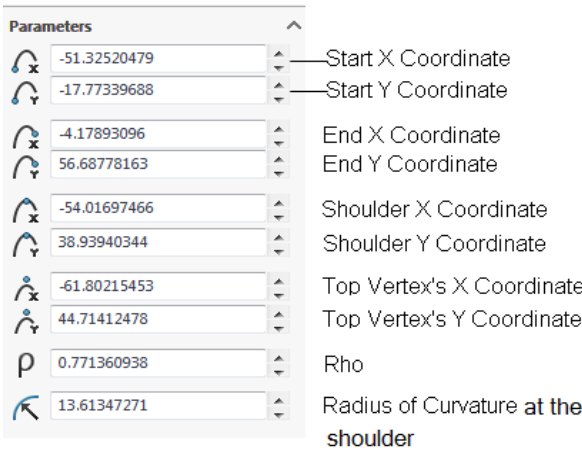 Parameters
-51.32520479 Start X Coordinate
-17.77339688 Start Y Coordinate
-4.17893096 End X Coordinate
56.68778163 End Y Coordinate
-54.01697466 Shoulder X Coordinate
38.93940344 Shoulder Y Coordinate
-61.80215453 Top Vertex's X Coordinate
44.71412478 Top Vertex's Y Coordinate
ρ 0.771360938 Rho
13.61347271 Radius of Curvature at the
shoulder